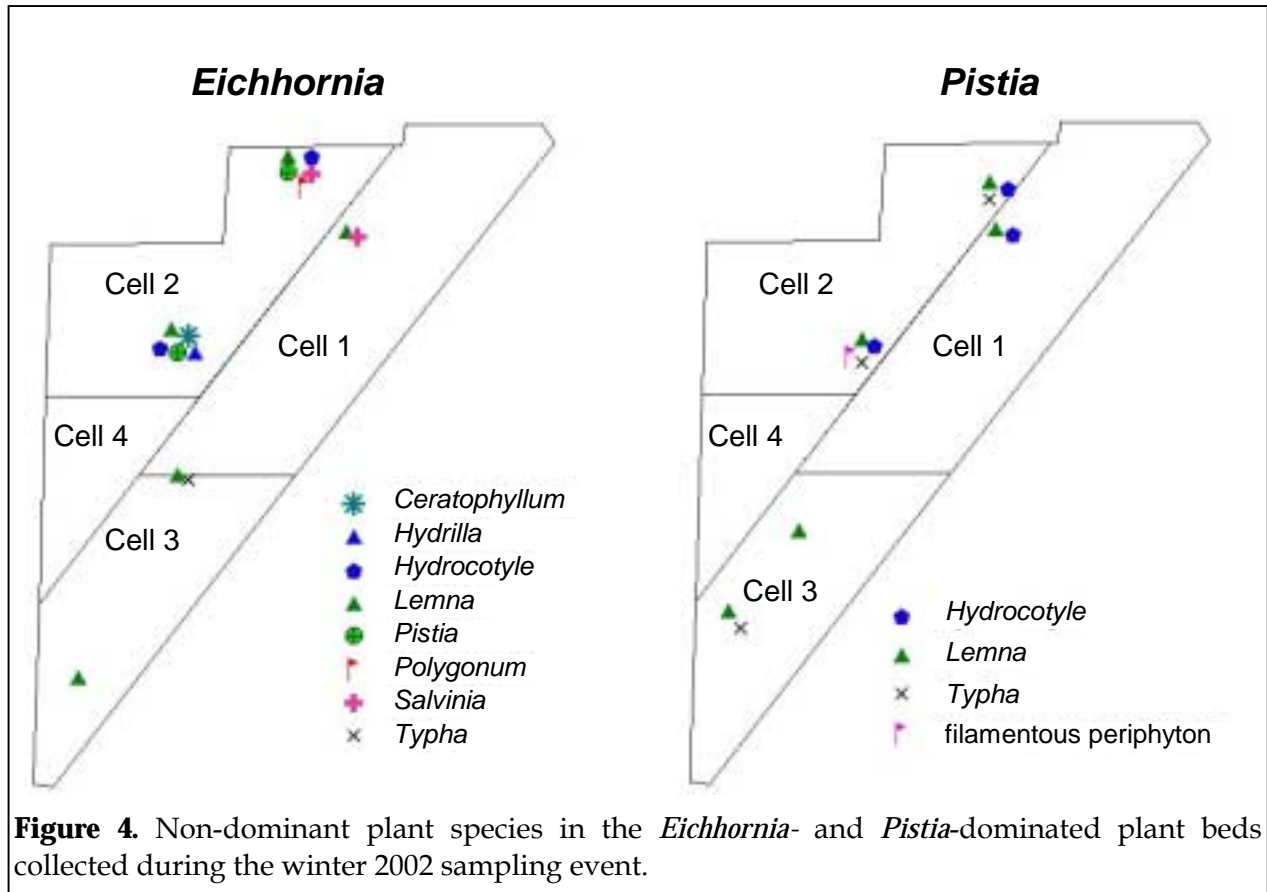 Eichhornia
Pistia
Cell 2
Cell 1
Cell 4
Cell 3
Ceratophyllum
Hydrilla
Hydrocotyle
Lemna
Pistia
Polygonum
Salvinia
Typha
Cell 2
Cell 1
Cell 4
Cell 3
Hydrocotyle
Lemna
Typha
filamentous periphyton
Figure 4. Non-dominant plant species in the Eichhornia- and Pistia-dominated plant beds
collected during the winter 2002 sampling event.